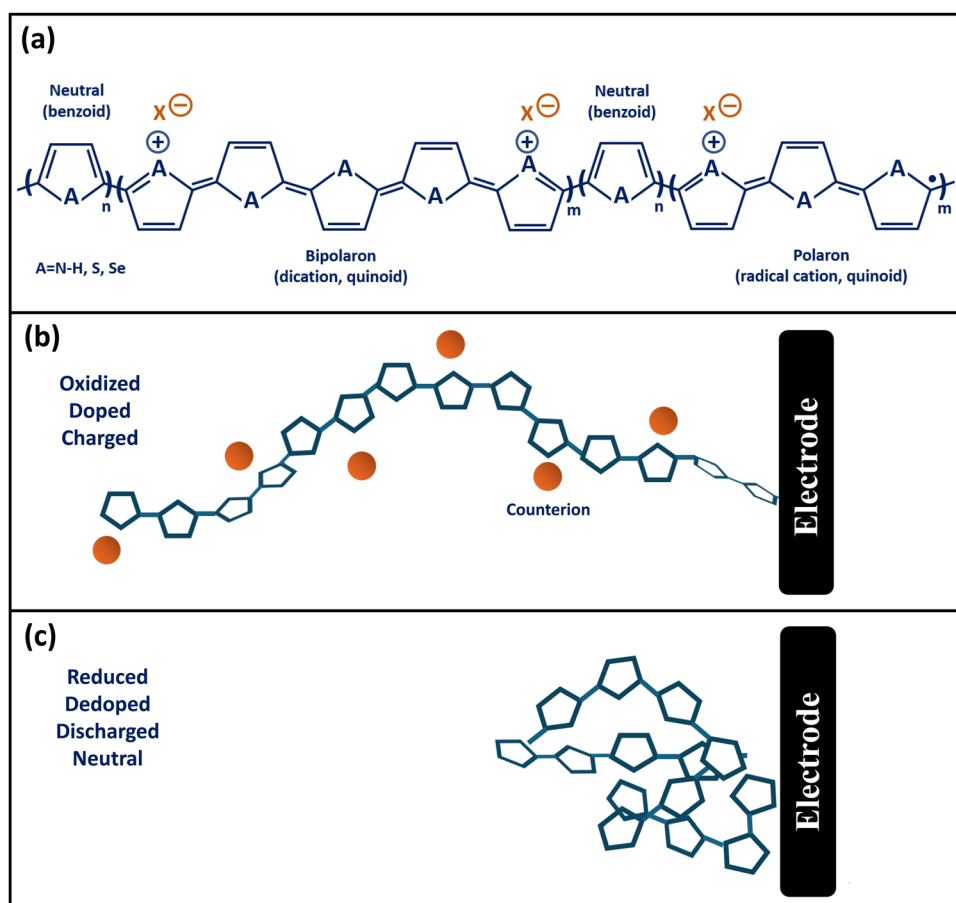 (a)
Neutral
(benzoid)
X⊖
X⊖
Neutral
(benzoid)
X⊖
⊕
⊕
⊕
A
A
A
A
A
A
A
A
A
A
A
n
m
n
m
A=N-H, S, Se
Bipolaron
(dication, quinoid)
Polaron
(radical cation, quinoid)
(b)
Oxidized
Doped
Charged
Counterion
Electrode
(c)
Reduced
Dedoped
Discharged
Neutral
Electrode